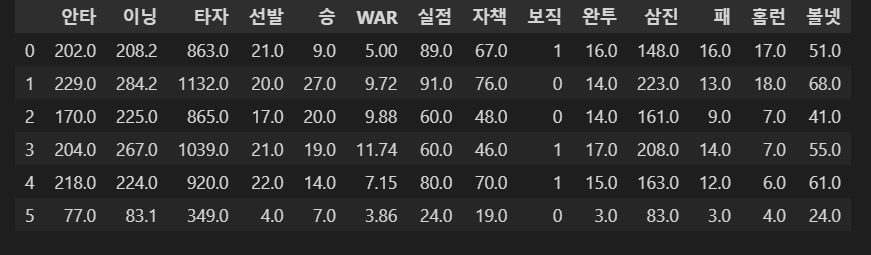 안타 이닝 타자 선발 승 WAR 실점 자책 보직 완투 삼진 패 홈런 볼넷
0 202.0 208.2 863.0 21.0 9.0 5.00 89.0 67.0 1 16.0 148.0 16.0 17.0 51.0
1 229.0 284.2 1132.0 20.0 27.0 9.72 91.0 76.0 0 14.0 223.0 13.0 18.0 68.0
2 170.0 225.0 865.0 17.0 20.0 9.88 60.0 48.0 0 14.0 161.0 9.0 7.0 41.0
3 204.0 267.0 1039.0 21.0 19.0 11.74 60.0 46.0 1 17.0 208.0 14.0 7.0 55.0
4 218.0 224.0 920.0 22.0 14.0 7.15 80.0 70.0 1 15.0 163.0 12.0 6.0 61.0
5 77.0 83.1 349.0 4.0 7.0 3.86 24.0 19.0 0 3.0 83.0 3.0 4.0 24.0